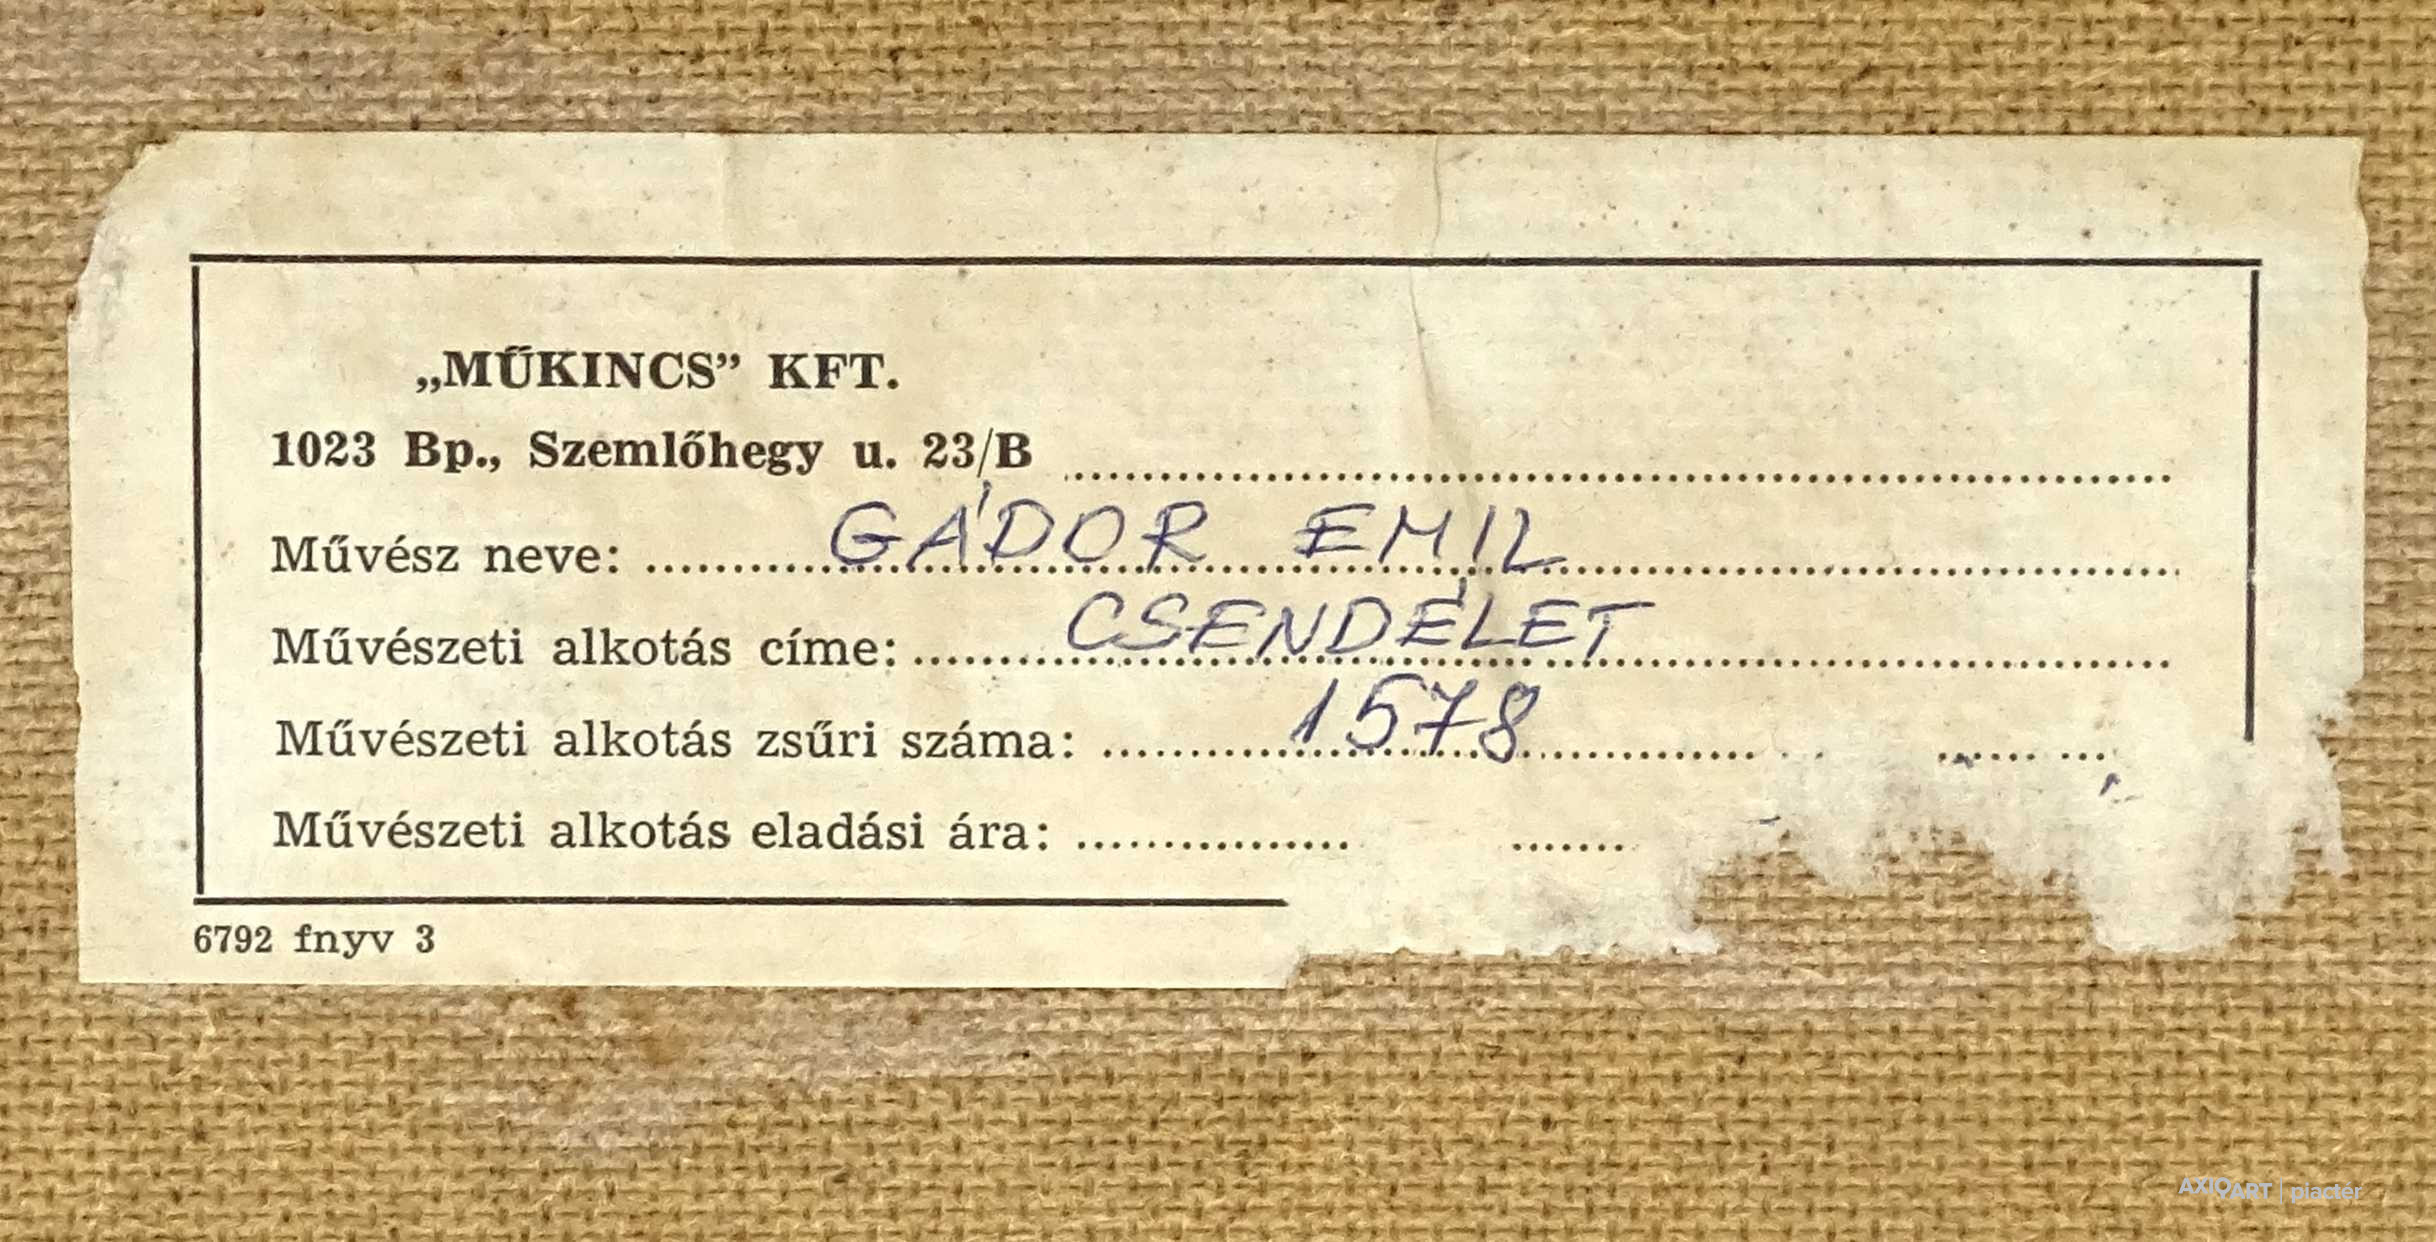 „MŰKINCS” KFT.
1023 Bp., Szemlőhegy u. 23/B
Művész neve: GÁDOR EMIL
Művészeti alkotás címe: CSENDÉLET
Művészeti alkotás zsűri száma: 1578
Művészeti alkotás eladási ára:
6792 fnyv 3
AXIOART | piactér